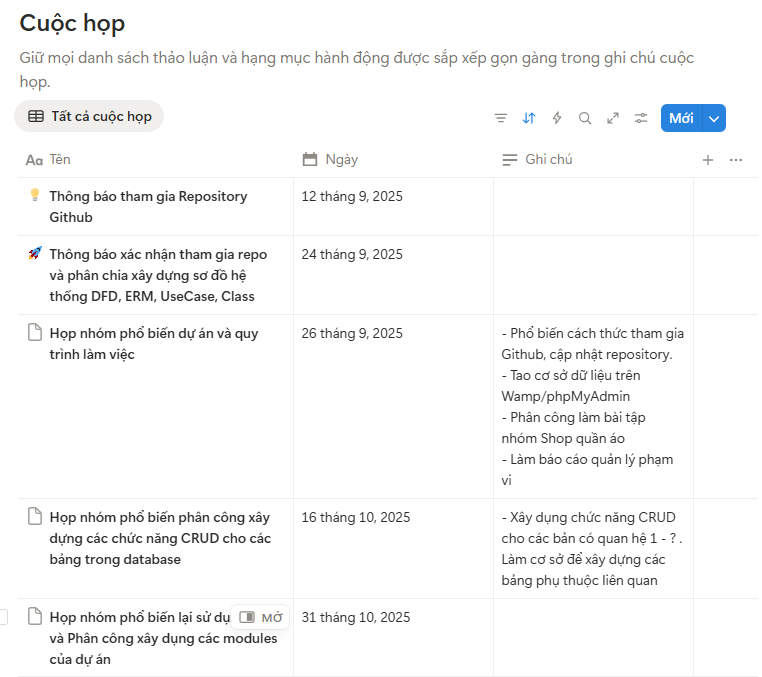 Cuộc họp
Giữ mọi danh sách thảo luận và hạng mục hành động được sắp xếp gọn gàng trong ghi chú cuộc
họp.
Tất cả cuộc họp
Mới
Aa Tên
Ngày
Ghi chú
Thông báo tham gia Repository
Github
12 tháng 9, 2025
Thông báo xác nhận tham gia repo
và phân chia xây dựng sơ đồ hệ
thống DFD, ERM, UseCase, Class
24 tháng 9, 2025
Họp nhóm phổ biến dự án và quy
trình làm việc
26 tháng 9, 2025
- Phổ biến cách thức tham gia
Github, cập nhật repository.
- Tao cơ sở dữ liệu trên
Wamp/phpMyAdmin
- Phân công làm bài tập
nhóm Shop quần áo
- Làm báo cáo quản lý phạm
vi
Họp nhóm phổ biến phân công xây
dựng các chức năng CRUD cho các
bảng trong database
16 tháng 10, 2025
- Xây dựng chức năng CRUD
cho các bản có quan hệ 1 - ? .
Làm cơ sở để xây dựng các
bảng phụ thuộc liên quan
Họp nhóm phổ biến lại sử dụ
và Phân công xây dụng các modules
của dự án
MỞ
31 tháng 10, 2025